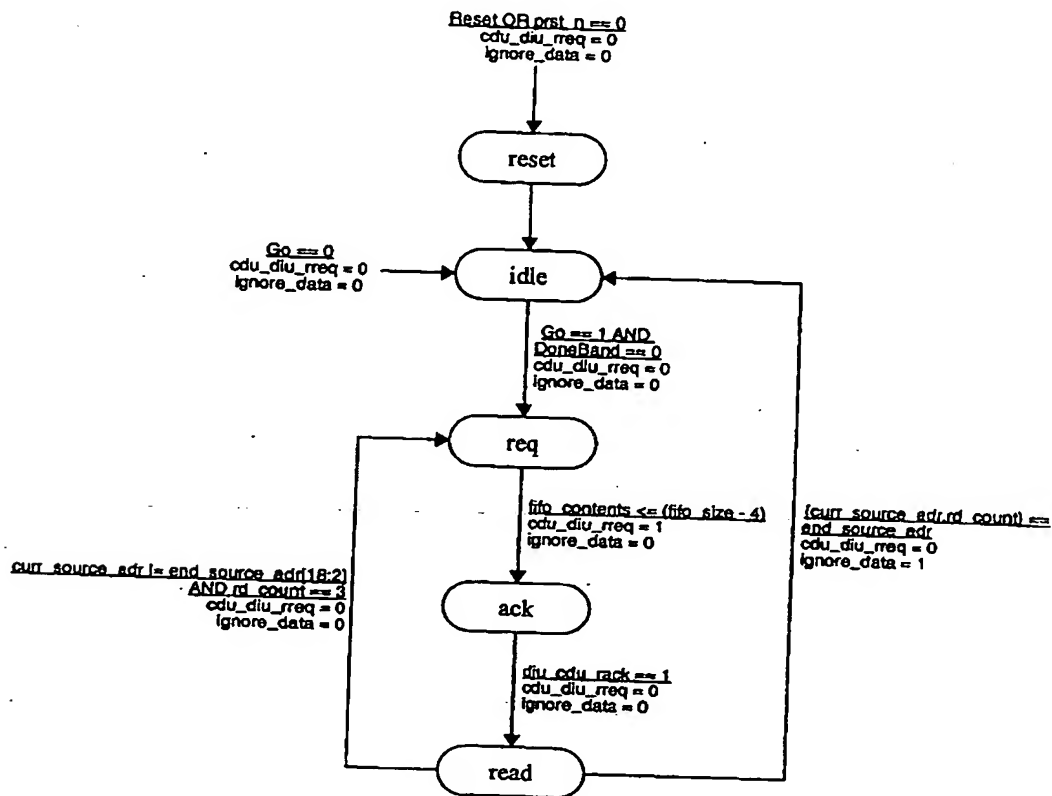 Reset OR prst_n == 0
cdu_diu_rreq = 0
ignore_data = 0
reset
Go == 0
cdu_diu_rreq = 0
ignore_data = 0
idle
Go == 1 AND
DoneBand == 0
cdu_diu_rreq = 0
ignore_data = 0
req
fifo_contents <= (fifo_size - 4)
cdu_diu_rreq = 1
ignore_data = 0
{curr_source_adr,rd_count} ==
end_source_adr
cdu_diu_rreq = 0
ignore_data = 1
curr_source_adr != end_source_adr[18:2]
AND rd_count == 3
cdu_diu_rreq = 0
ignore_data = 0
ack
diu_cdu_rack == 1
cdu_diu_rreq = 0
ignore_data = 0
read